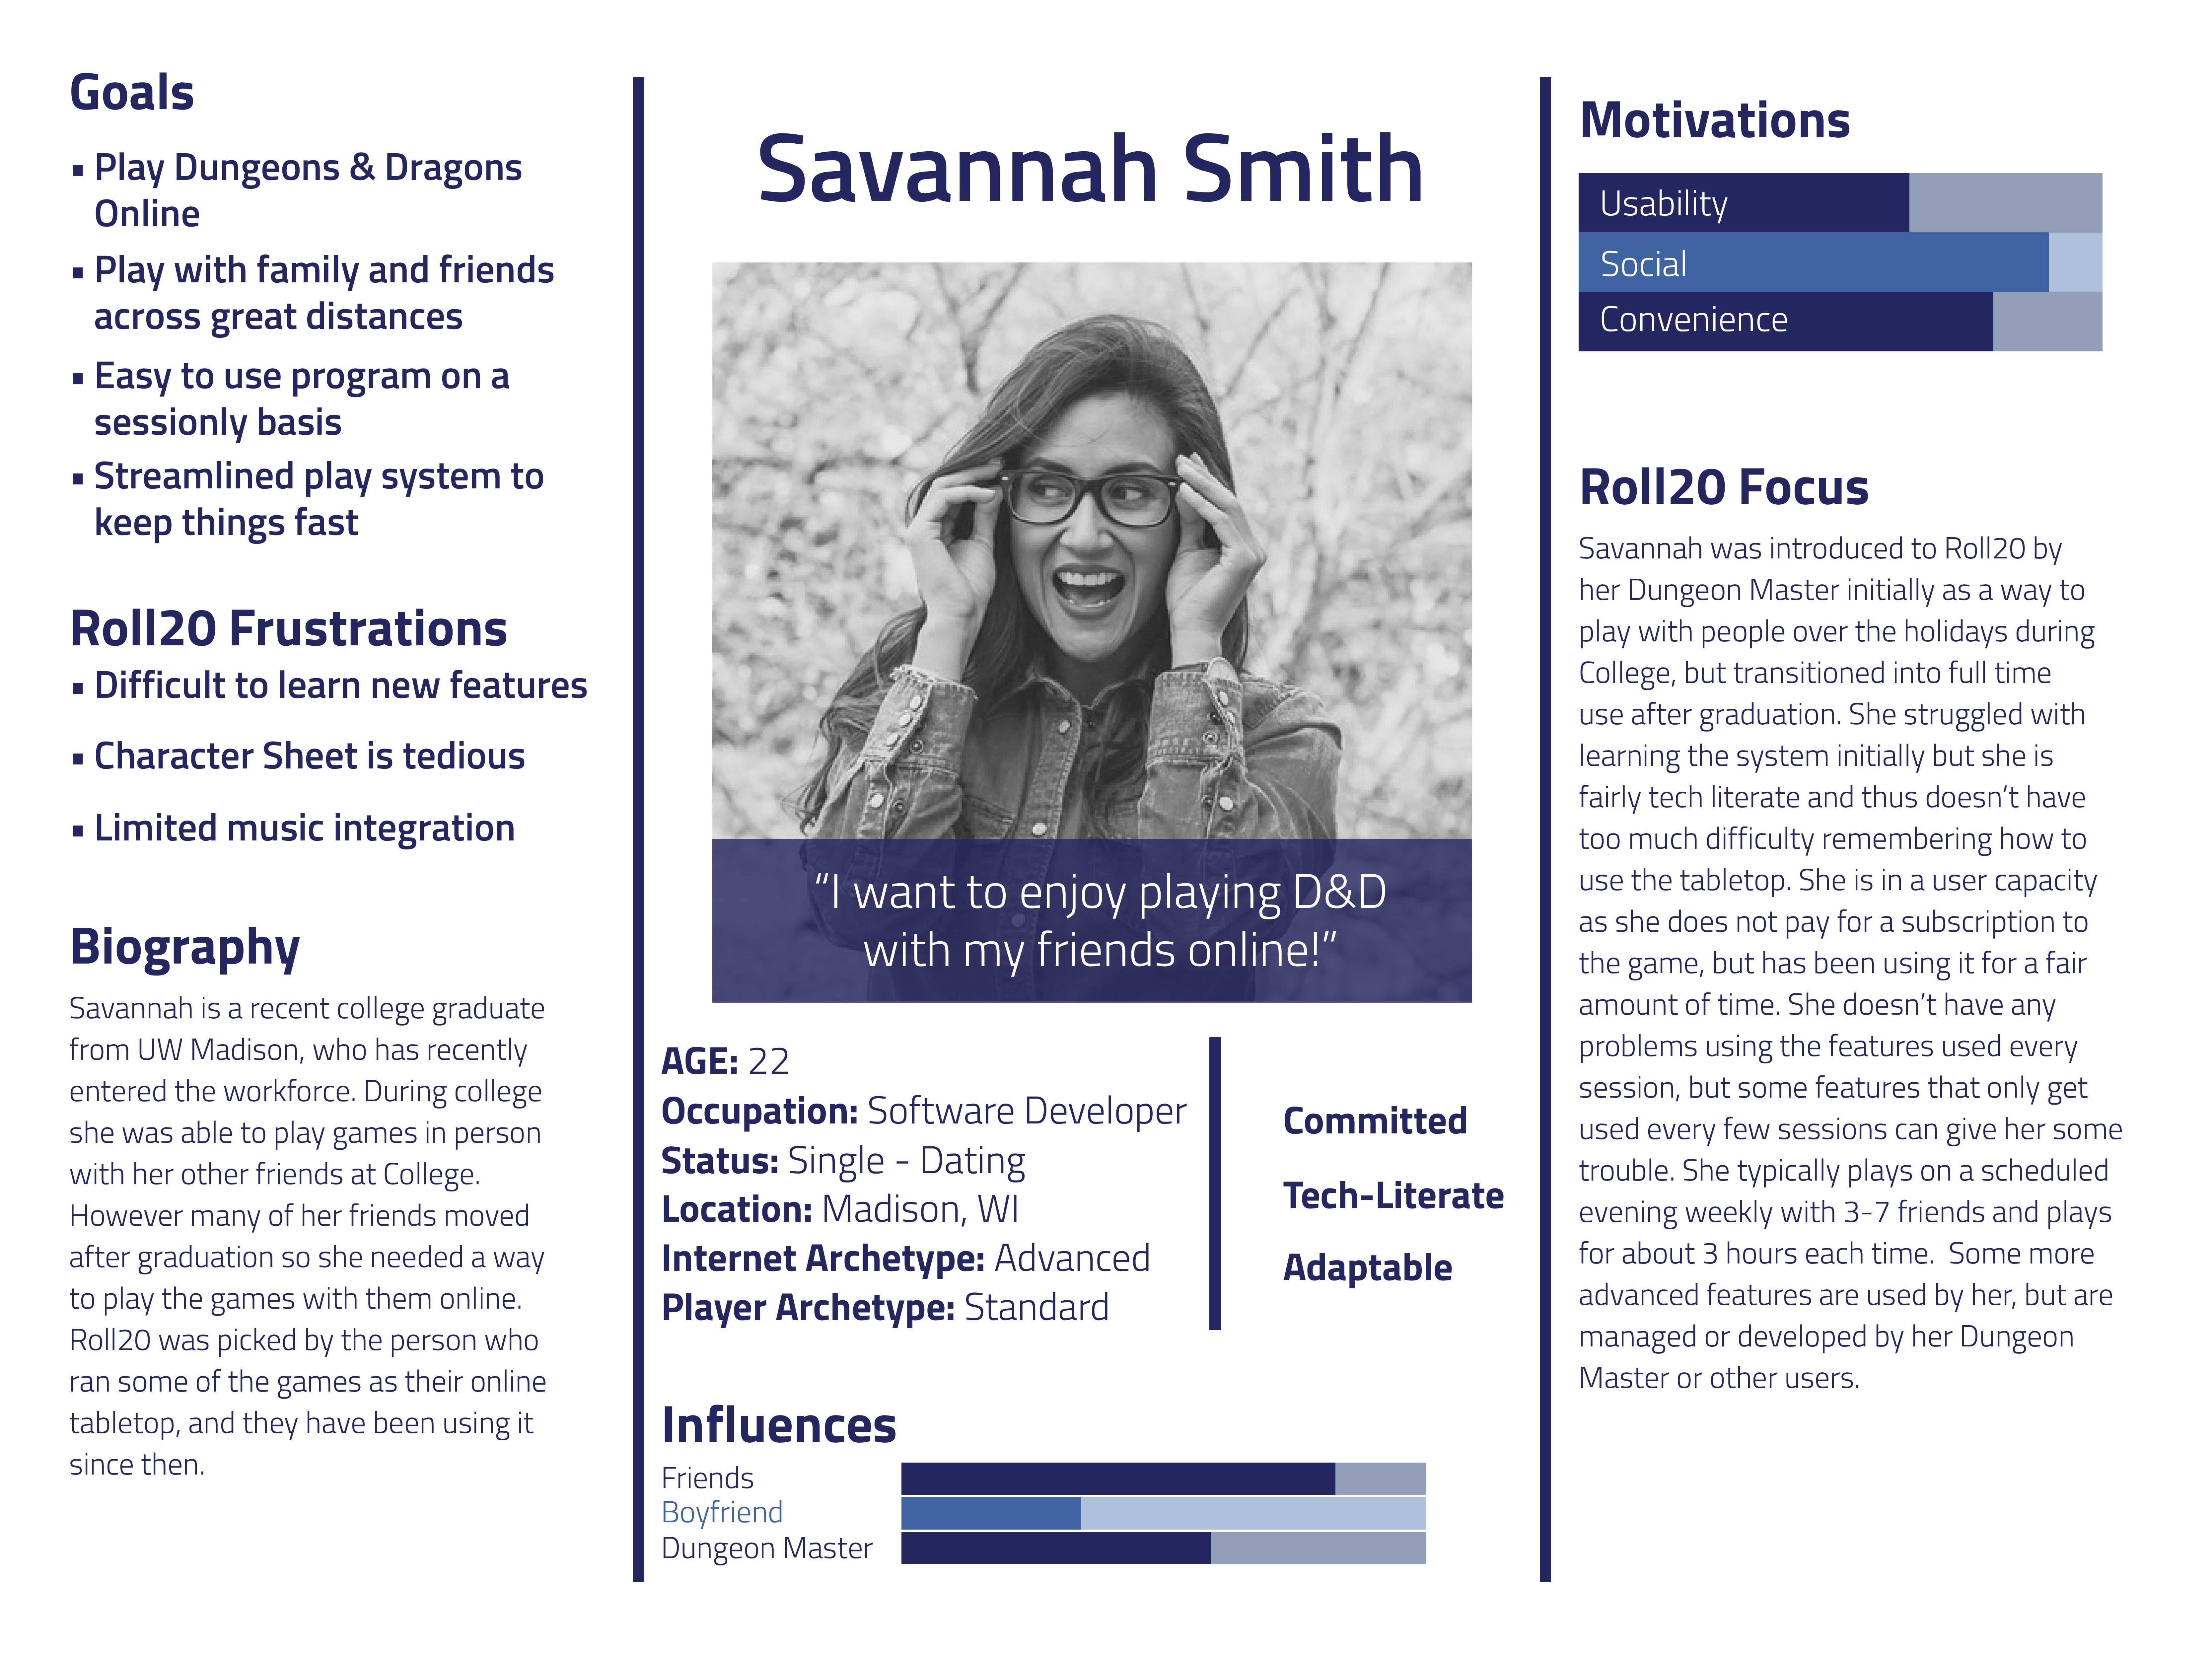 Goals
▪ Play Dungeons & Dragons
Online
▪ Play with family and friends
across great distances
▪ Easy to use program on a
sessionly basis
▪ Streamlined play system to
keep things fast
Roll20 Frustrations
▪ Difficult to learn new features
▪ Character Sheet is tedious
▪ Limited music integration
Biography
Savannah is a recent college graduate
from UW Madison, who has recently
entered the workforce. During college
she was able to play games in person
with her other friends at College.
However many of her friends moved
after graduation so she needed a way
to play the games with them online.
Roll20 was picked by the person who
ran some of the games as their online
tabletop, and they have been using it
since then.
Savannah Smith
“I want to enjoy playing D&D
with my friends online!”
AGE: 22
Occupation: Software Developer
Status: Single - Dating
Location: Madison, WI
Internet Archetype: Advanced
Player Archetype: Standard
Committed
Tech-Literate
Adaptable
Influences
Friends
Boyfriend
Dungeon Master
Motivations
Usability
Social
Convenience
Roll20 Focus
Savannah was introduced to Roll20 by
her Dungeon Master initially as a way to
play with people over the holidays during
College, but transitioned into full time
use after graduation. She struggled with
learning the system initially but she is
fairly tech literate and thus doesn’t have
too much difficulty remembering how to
use the tabletop. She is in a user capacity
as she does not pay for a subscription to
the game, but has been using it for a fair
amount of time. She doesn’t have any
problems using the features used every
session, but some features that only get
used every few sessions can give her some
trouble. She typically plays on a scheduled
evening weekly with 3-7 friends and plays
for about 3 hours each time.  Some more
advanced features are used by her, but are
managed or developed by her Dungeon
Master or other users.